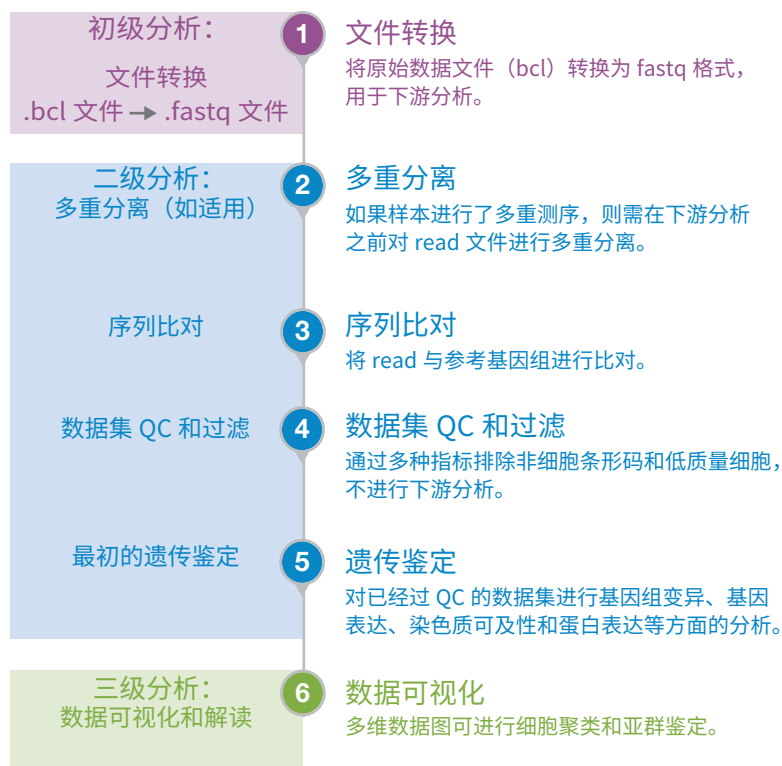 初级分析：
文件转换
.bcl 文件 → .fastq 文件
1
文件转换
将原始数据文件（bcl）转换为 fastq 格式，
用于下游分析。
二级分析：
多重分离（如适用）
2
多重分离
如果样本进行了多重测序，则需在下游分析
之前对 read 文件进行多重分离。
序列比对
3
序列比对
将 read 与参考基因组进行比对。
数据集 QC 和过滤
4
数据集 QC 和过滤
通过多种指标排除非细胞条形码和低质量细胞，
不进行下游分析。
最初的遗传鉴定
5
遗传鉴定
对已经过 QC 的数据集进行基因组变异、基因
表达、染色质可及性和蛋白表达等方面的分析。
三级分析：
数据可视化和解读
6
数据可视化
多维数据图可进行细胞聚类和亚群鉴定。